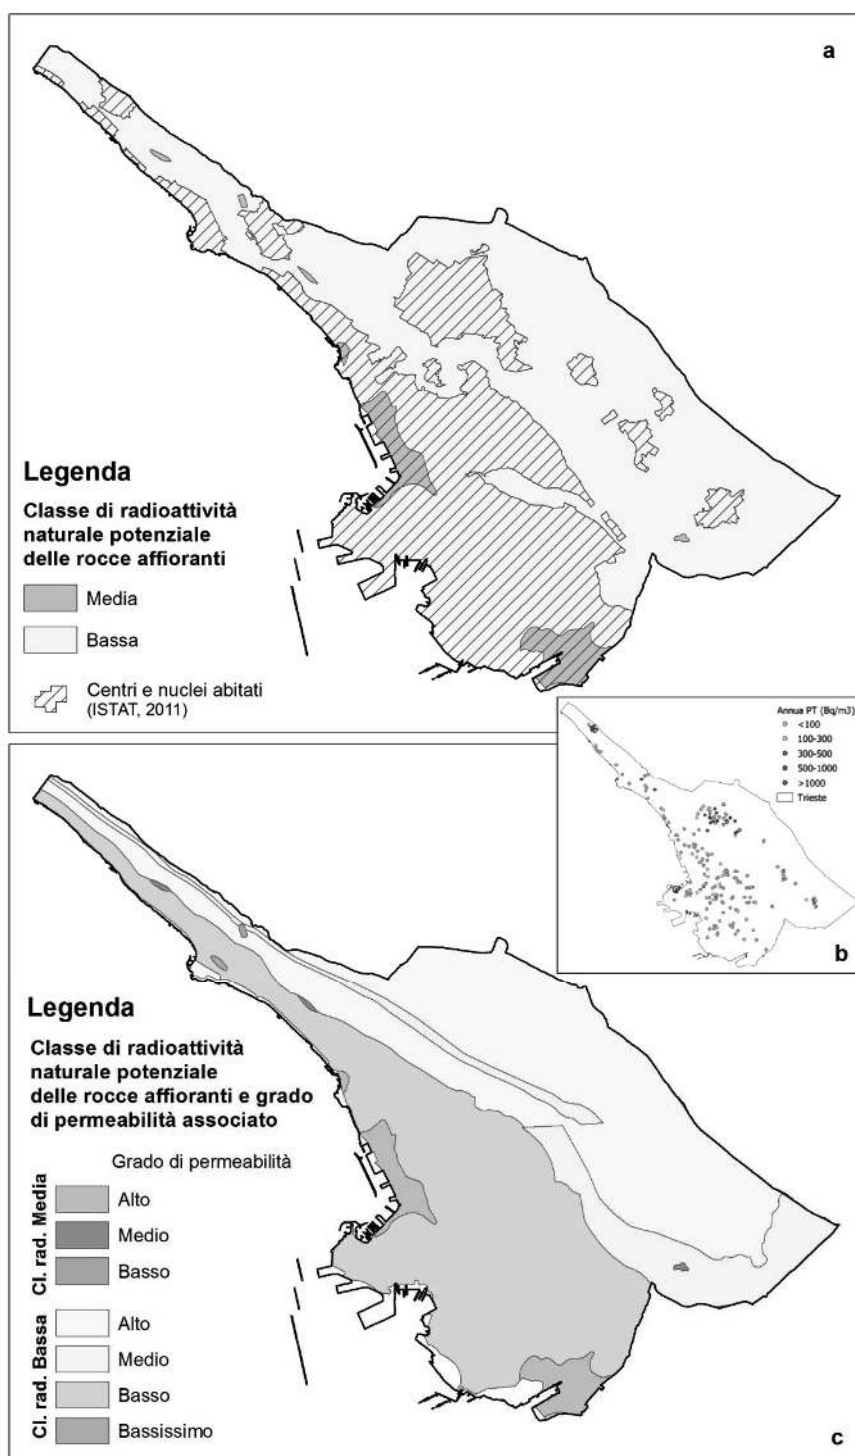 a
Legenda
Classe di radioattività
naturale potenziale
delle rocce affioranti
Media
Bassa
Centri e nuclei abitati
(ISTAT, 2011)
Annua PT (Bq/m3)
<100
100-300
300-500
500-1000
>1000
Trieste
b
Legenda
Classe di radioattività
naturale potenziale
delle rocce affioranti e grado
di permeabilità associato
Grado di permeabilità
Cl. rad. Media
Alto
Medio
Basso
Cl. rad. Bassa
Alto
Medio
Basso
Bassissimo
c